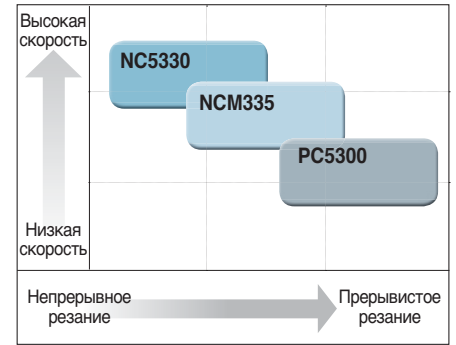 Высокая
скорость
NC5330
NCM335
PC5300
Низкая
скорость
Непрерывное
резание
Прерывистое
резание